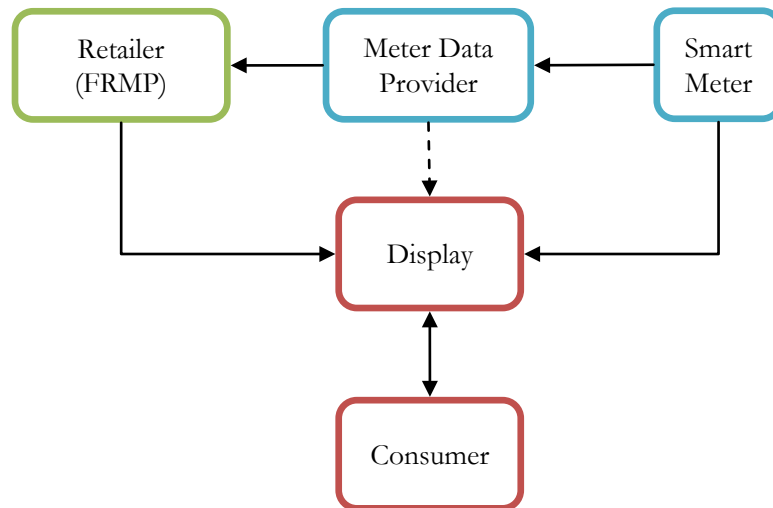 Retailer
(FRMP)
Meter Data
Provider
Smart
Meter
Display
Consumer